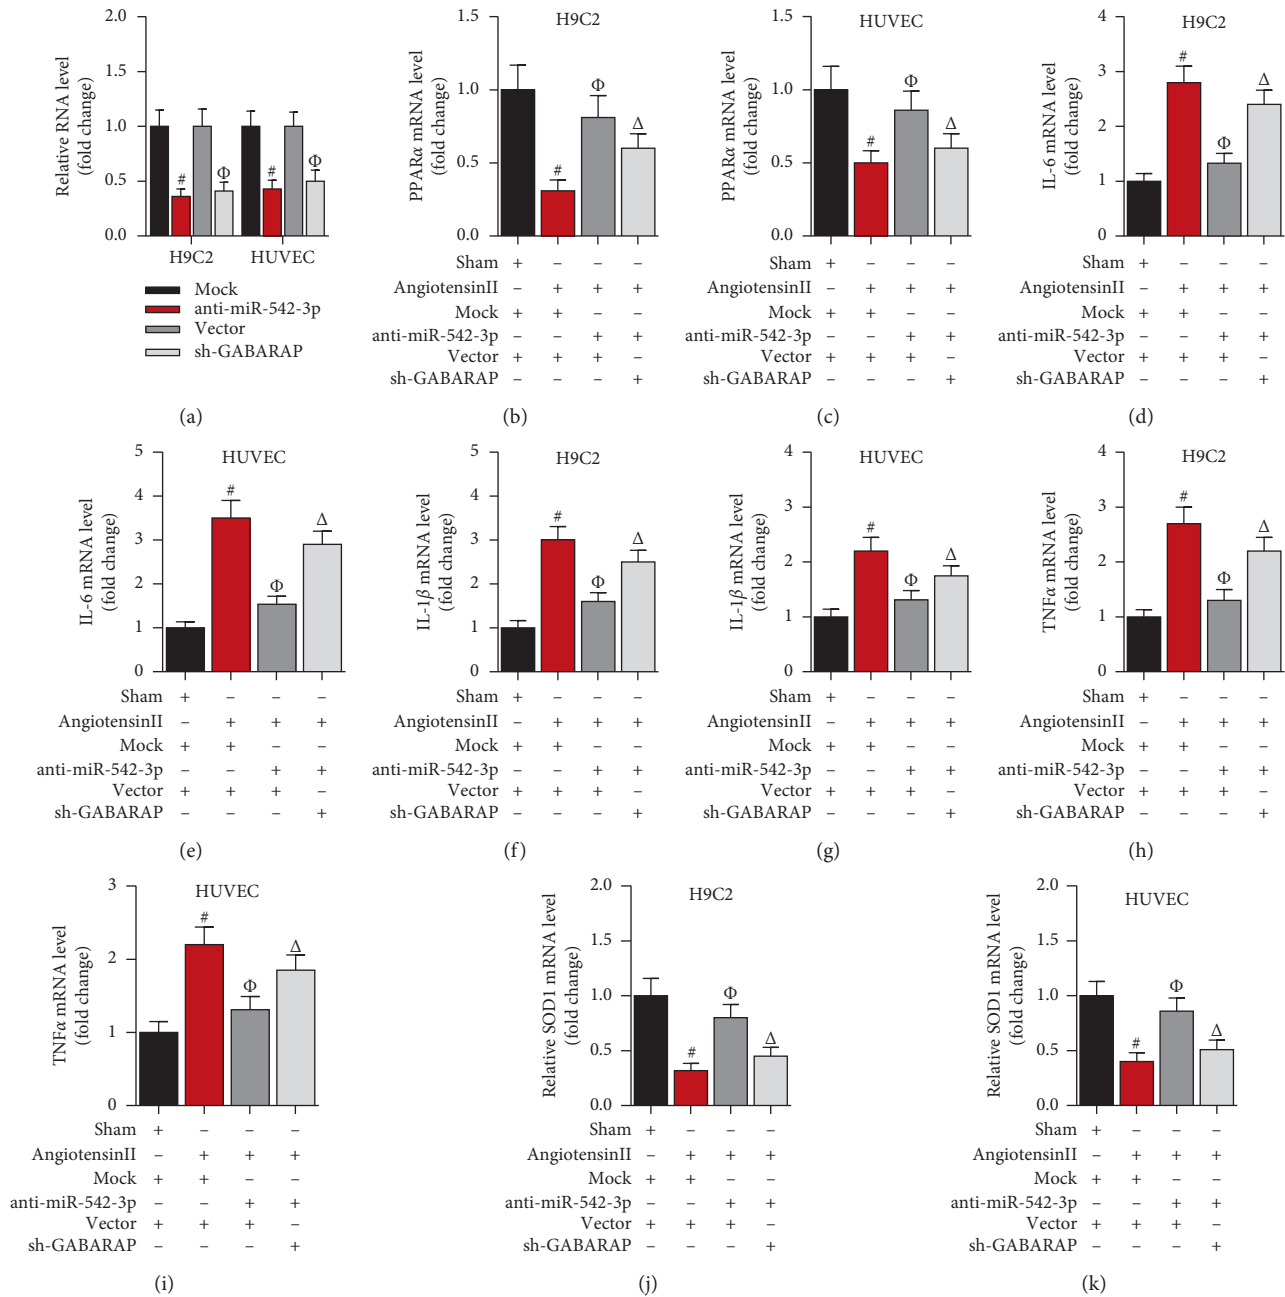 Relative RNA level
(fold change)
2.0
1.5
1.0
0.5
0.0
# Φ # Φ
H9C2 HUVEC
Mock
anti-miR-542-3p
Vector
sh-GABARAP
(a)
H9C2
PPARα mRNA level
(fold change)
1.5
1.0
0.5
0.0
# Φ Δ
Sham + – – –
AngiotensinII – + + +
Mock + + – –
anti-miR-542-3p – – + +
Vector + + + –
sh-GABARAP – – – +
(b)
HUVEC
PPARα mRNA level
(fold change)
1.5
1.0
0.5
0.0
# Φ Δ
Sham + – – –
AngiotensinII – + + +
Mock + + – –
anti-miR-542-3p – – + +
Vector + + + –
sh-GABARAP – – – +
(c)
H9C2
IL-6 mRNA level
(fold change)
4
3
2
1
0
# Φ Δ
Sham + – – –
AngiotensinII – + + +
Mock + + – –
anti-miR-542-3p – – + +
Vector + + + –
sh-GABARAP – – – +
(d)
HUVEC
IL-6 mRNA level
(fold change)
5
4
3
2
1
0
# Φ Δ
Sham + – – –
AngiotensinII – + + +
Mock + + – –
anti-miR-542-3p – – + +
Vector + + + –
sh-GABARAP – – – +
(e)
H9C2
IL-1β mRNA level
(fold change)
5
4
3
2
1
0
# Φ Δ
Sham + – – –
AngiotensinII – + + +
Mock + + – –
anti-miR-542-3p – – + +
Vector + + + –
sh-GABARAP – – – +
(f)
HUVEC
IL-1β mRNA level
(fold change)
4
3
2
1
0
# Φ Δ
Sham + – – –
AngiotensinII – + + +
Mock + + – –
anti-miR-542-3p – – + +
Vector + + + –
sh-GABARAP – – – +
(g)
H9C2
TNFα mRNA level
(fold change)
4
3
2
1
0
# Φ Δ
Sham + – – –
AngiotensinII – + + +
Mock + + – –
anti-miR-542-3p – – + +
Vector + + + –
sh-GABARAP – – – +
(h)
HUVEC
TNFα mRNA level
(fold change)
3
2
1
0
# Φ Δ
Sham + – – –
AngiotensinII – + + +
Mock + + – –
anti-miR-542-3p – – + +
Vector + + + –
sh-GABARAP – – – +
(i)
H9C2
Relative SOD1 mRNA level
(fold change)
2.0
1.5
1.0
0.5
0.0
# Φ Δ
Sham + – – –
AngiotensinII – + + +
Mock + + – –
anti-miR-542-3p – – + +
Vector + + + –
sh-GABARAP – – – +
(j)
HUVEC
Relative SOD1 mRNA level
(fold change)
2.0
1.5
1.0
0.5
0.0
# Φ Δ
Sham + – – –
AngiotensinII – + + +
Mock + + – –
anti-miR-542-3p – – + +
Vector + + + –
sh-GABARAP – – – +
(k)